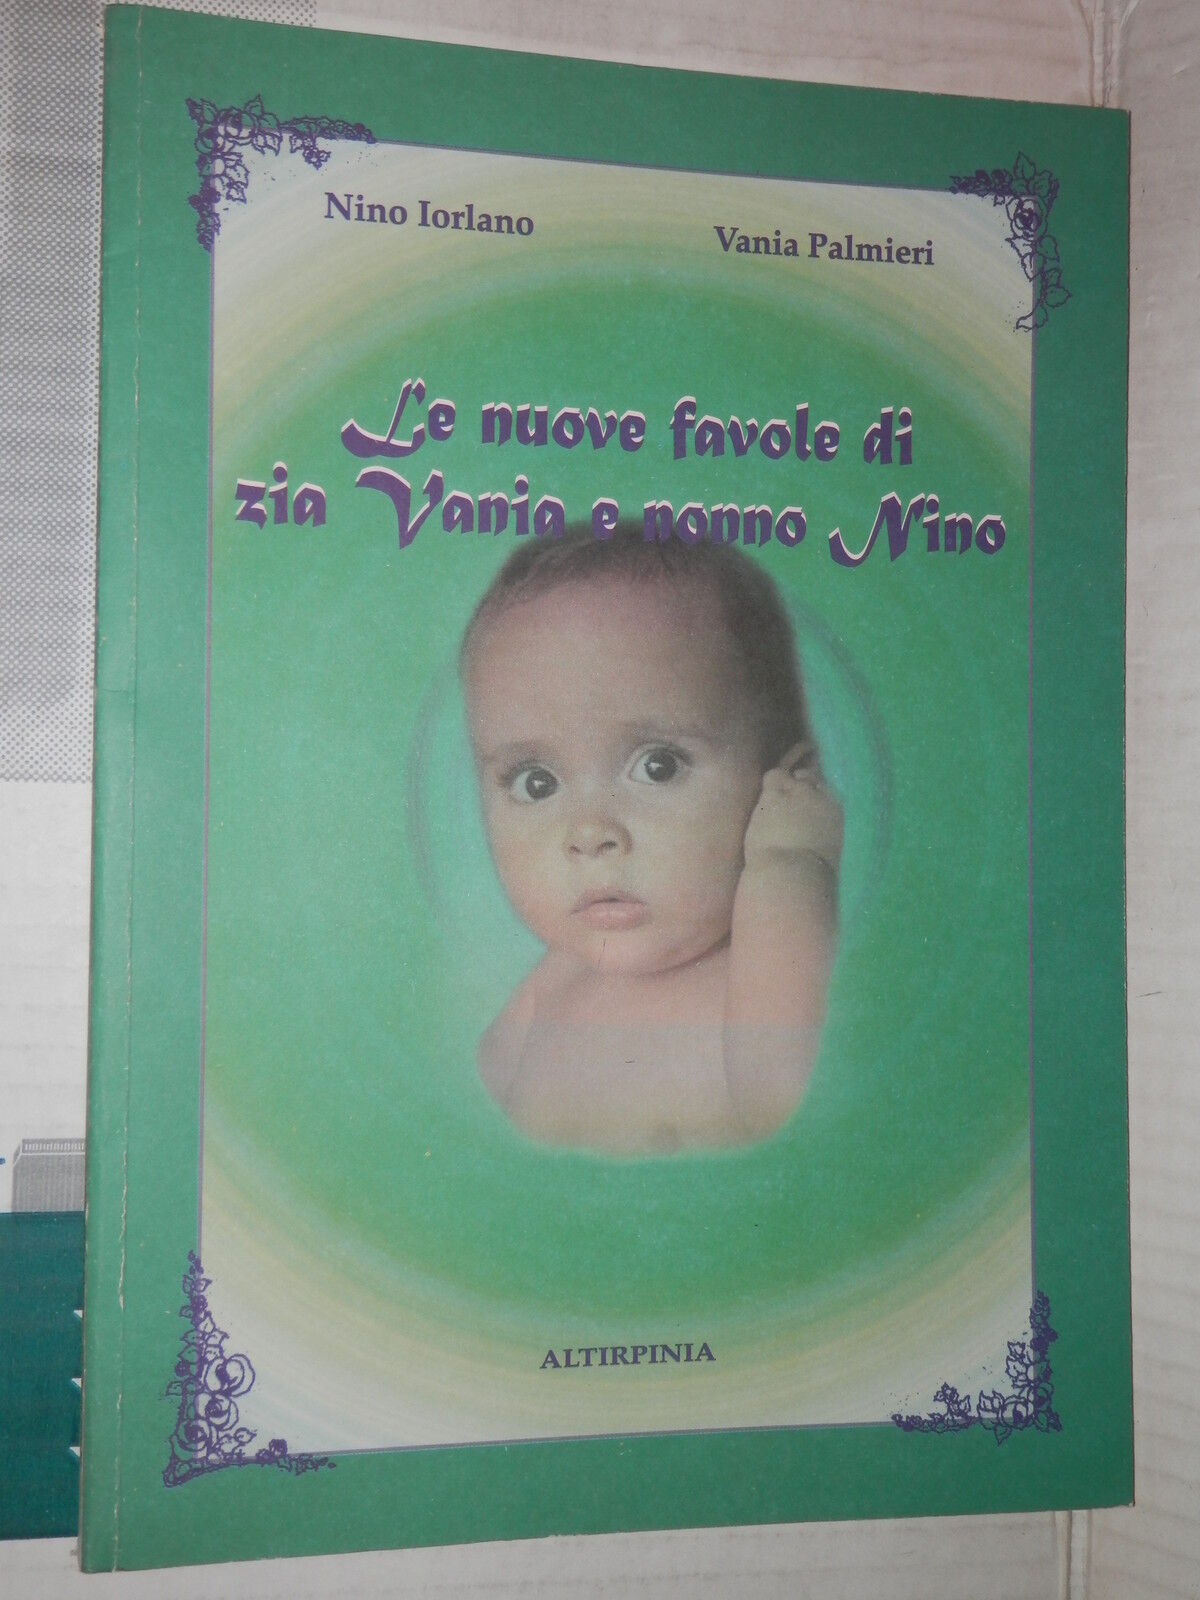 Nino Iorlano
Vania Palmieri
Le nuove favole di
zia Vania e nonno Nino
ALTIRPINIA